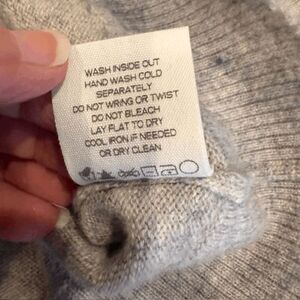 WASH INSIDE OUT
HAND WASH COLD
SEPARATELY
DO NOT WRING OR TWIST
DO NOT BLEACH
LAY FLAT TO DRY
COOL IRON IF NEEDED
OR DRY CLEAN